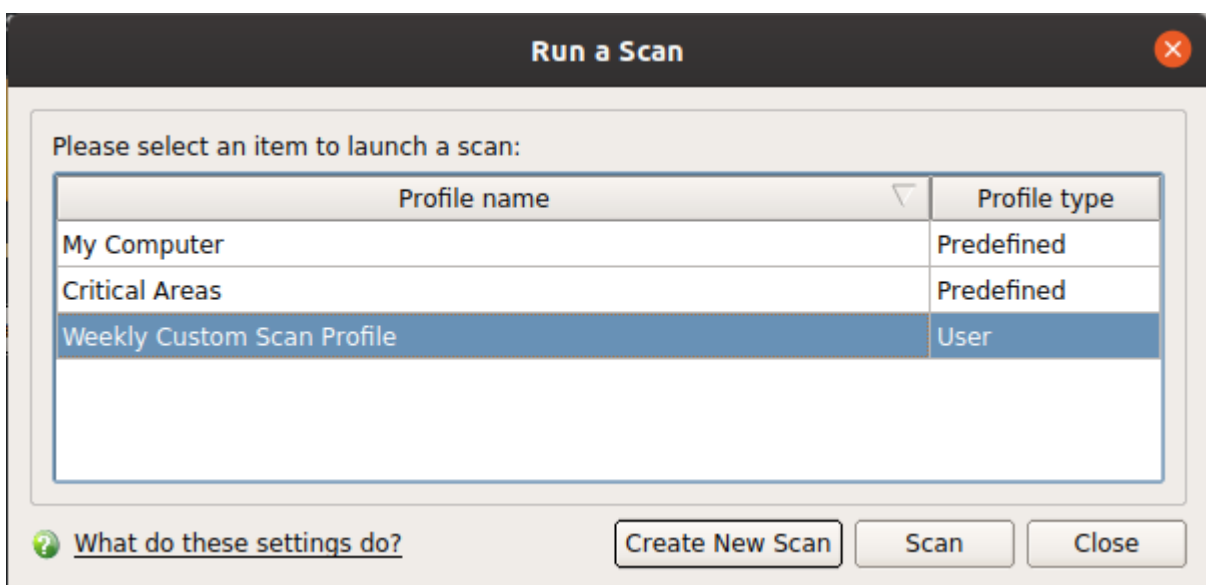 Run a Scan
Please select an item to launch a scan:
Profile name Profile type
My Computer Predefined
Critical Areas Predefined
Weekly Custom Scan Profile User
What do these settings do? Create New Scan Scan Close